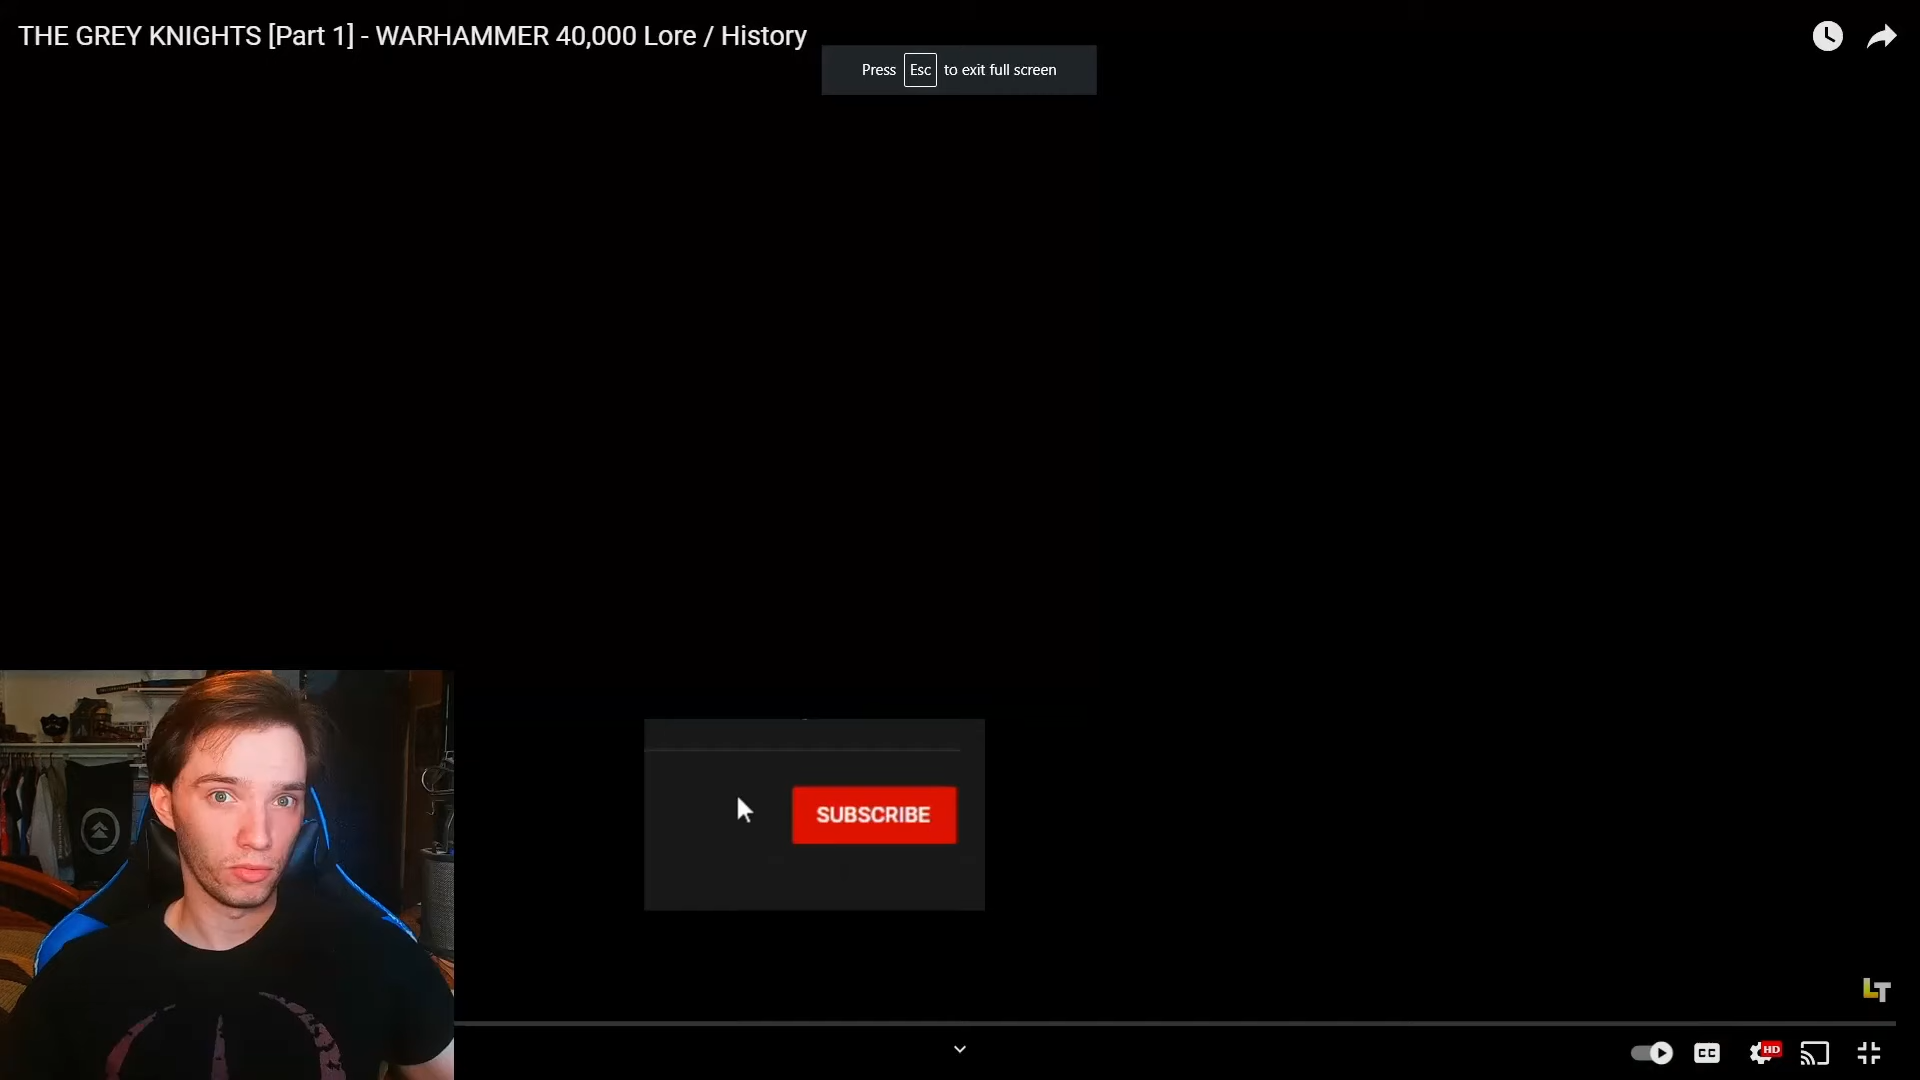 THE GREY KNIGHTS [Part 1] - WARHAMMER 40,000 Lore / History
Press Esc to exit full screen
SUBSCRIBE
LT
CC
HD